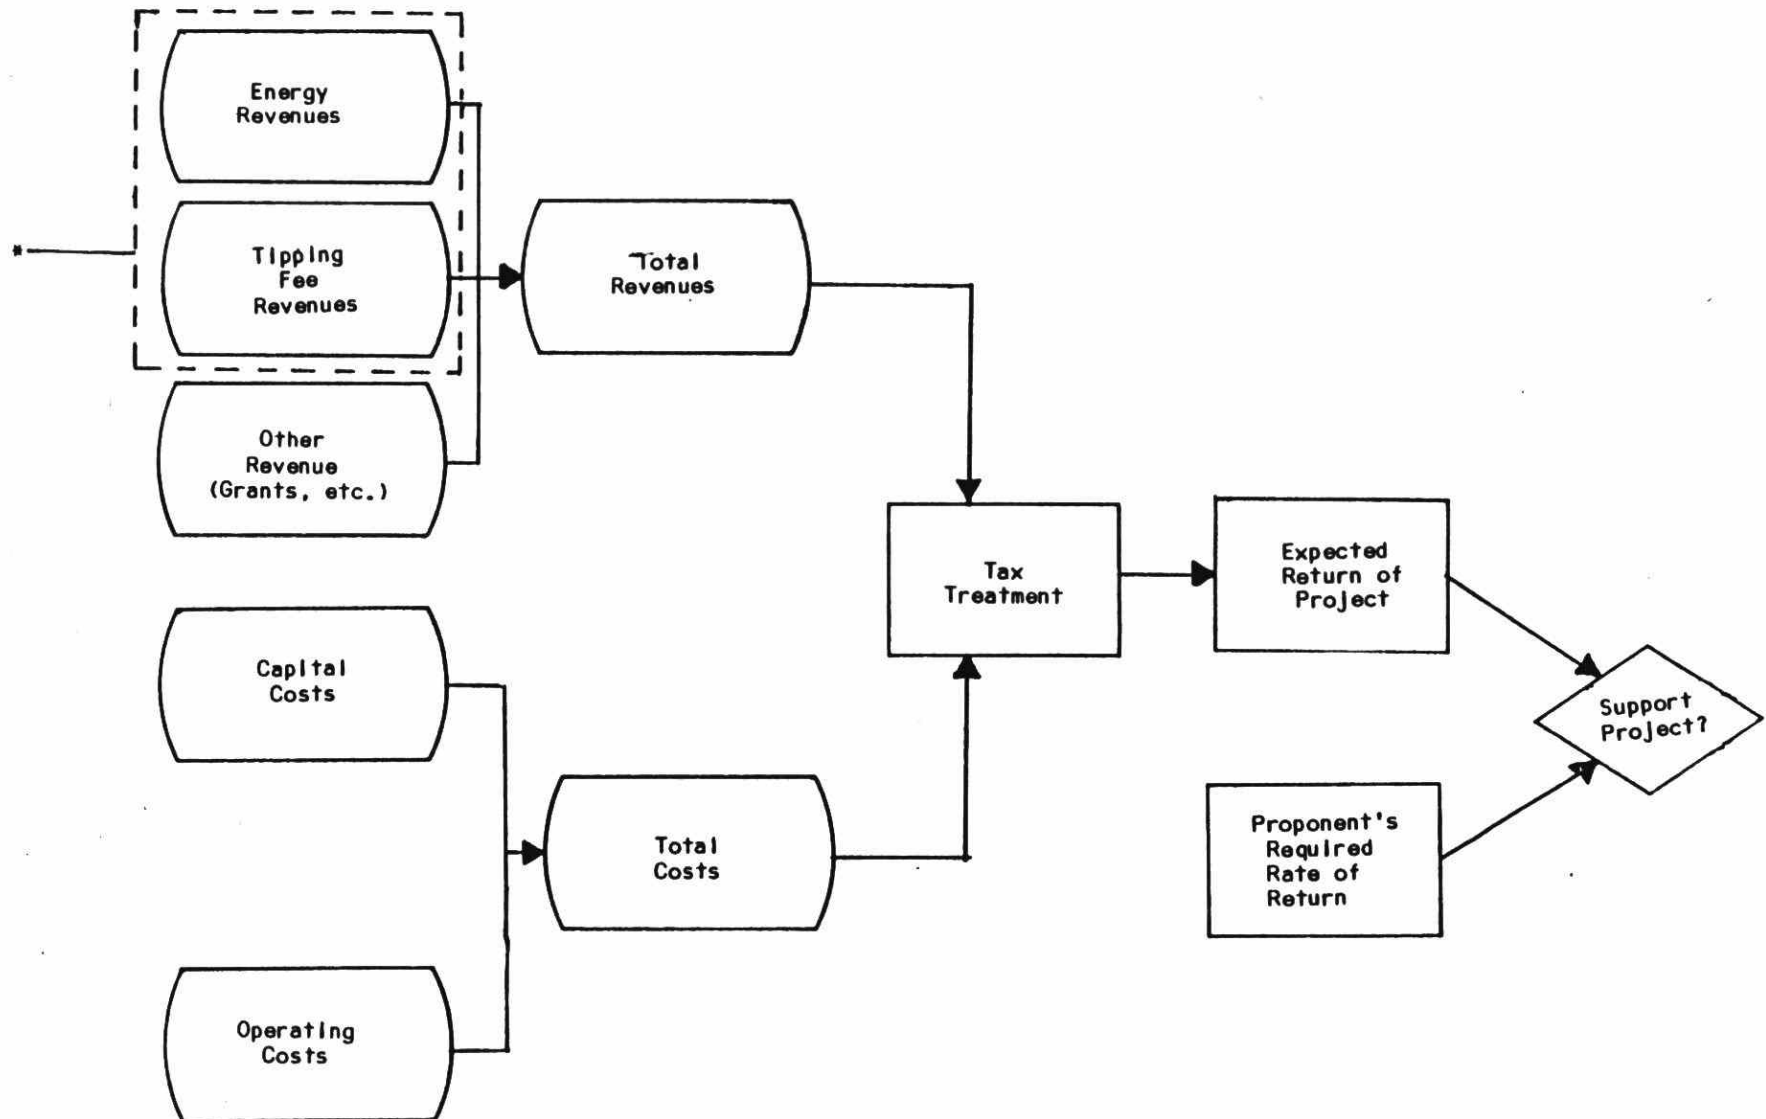 Energy
Revenues
*
Tipping
Fee
Revenues
Total
Revenues
Other
Revenue
(Grants, etc.)
Tax
Treatment
Expected
Return of
Project
Capital
Costs
Support
Project?
Total
Costs
Proponent's
Required
Rate of
Return
Operating
Costs